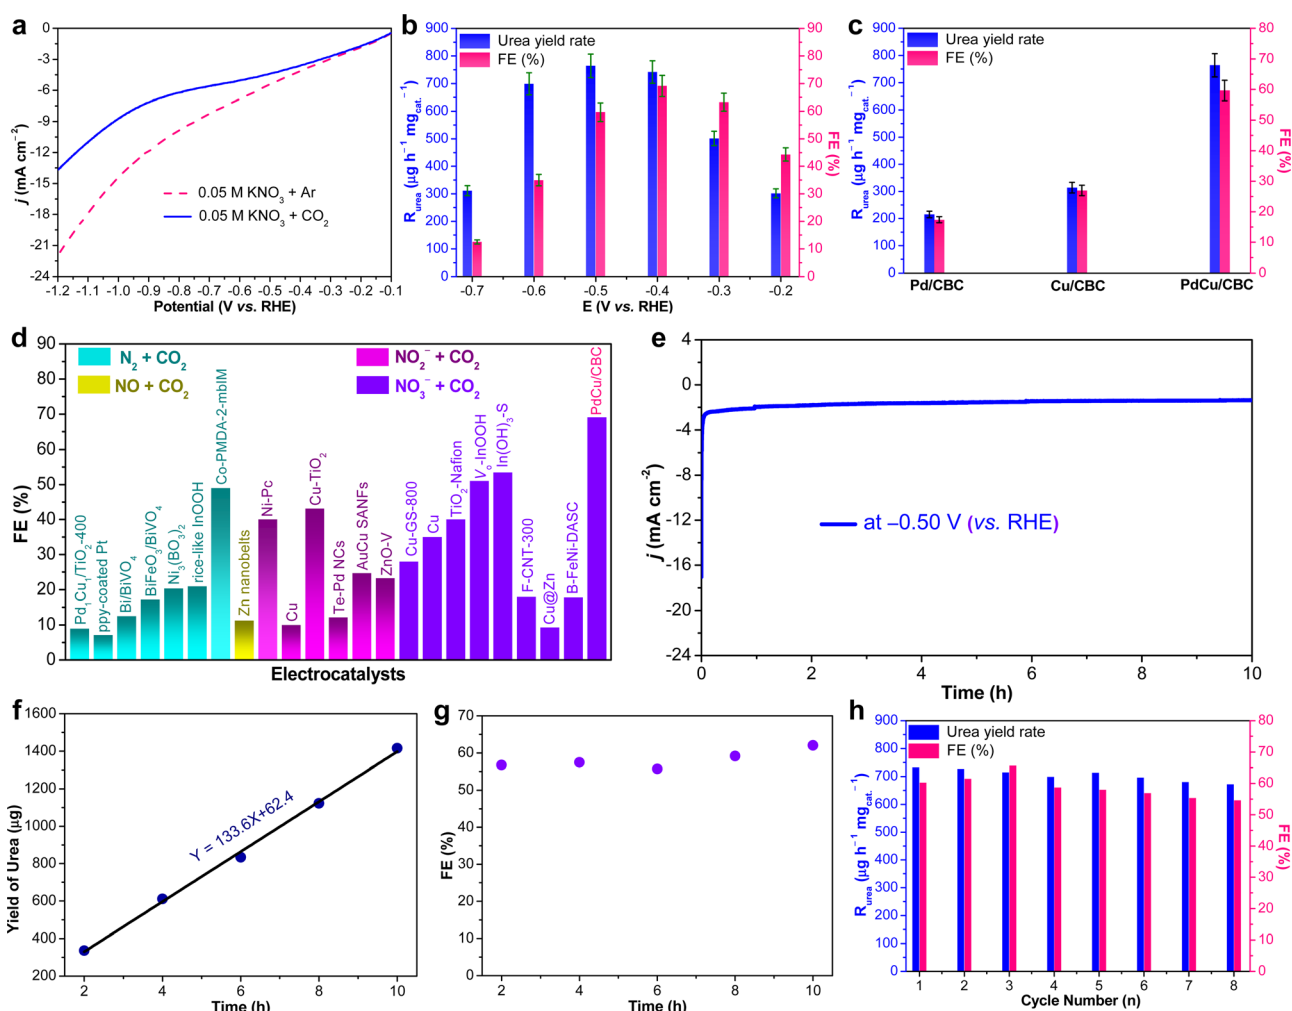 a
0
-3
-6
-9
-12
-15
-18
-21
-24
j (mA cm⁻²)
0.05 M KNO₃ + Ar
0.05 M KNO₃ + CO₂
-1.2 -1.1 -1.0 -0.9 -0.8 -0.7 -0.6 -0.5 -0.4 -0.3 -0.2 -0.1
Potential (V vs. RHE)
b
900
800
700
600
500
400
300
200
100
0
R_urea (μg h⁻¹ mg_cat.⁻¹)
Urea yield rate
FE (%)
90
80
70
60
50
40
30
20
10
0
FE (%)
-0.7 -0.6 -0.5 -0.4 -0.3 -0.2
E (V vs. RHE)
c
900
800
700
600
500
400
300
200
100
0
R_urea (μg h⁻¹ mg_cat.⁻¹)
Urea yield rate
FE (%)
80
70
60
50
40
30
20
10
0
FE (%)
Pd/CBC Cu/CBC PdCu/CBC
d
90
80
70
60
50
40
30
20
10
0
FE (%)
N₂ + CO₂
NO + CO₂
NO₂⁻ + CO₂
NO₃⁻ + CO₂
Pd₁Cu₁/TiO₂-400
ppy-coated Pt
Bi/BiVO₄
BiFeO₃/BiVO₄
Ni₃(BO₃)₂
rice-like InOOH
Co-PMDA-2-mbIM
Zn nanobelts
Ni-Pc
Cu
Cu-TiO₂
Te-Pd NCs
AuCu SANFs
ZnO-V
Cu-GS-800
Cu
TiO₂-Nafion
Vₒ-InOOH
In(OH)₃-S
F-CNT-300
Cu@Zn
B-FeNi-DASC
PdCu/CBC
Electrocatalysts
e
4
0
-4
-8
-12
-16
-20
-24
j (mA cm⁻²)
at –0.50 V (vs. RHE)
0 2 4 6 8 10
Time (h)
f
1600
1400
1200
1000
800
600
400
200
Yield of Urea (μg)
Y = 133.6X+62.4
2 4 6 8 10
Time (h)
g
70
60
50
40
30
20
10
0
FE (%)
2 4 6 8 10
Time (h)
h
900
800
700
600
500
400
300
200
100
0
R_urea (μg h⁻¹ mg_cat.⁻¹)
Urea yield rate
FE (%)
80
70
60
50
40
30
20
10
0
FE (%)
1 2 3 4 5 6 7 8
Cycle Number (n)